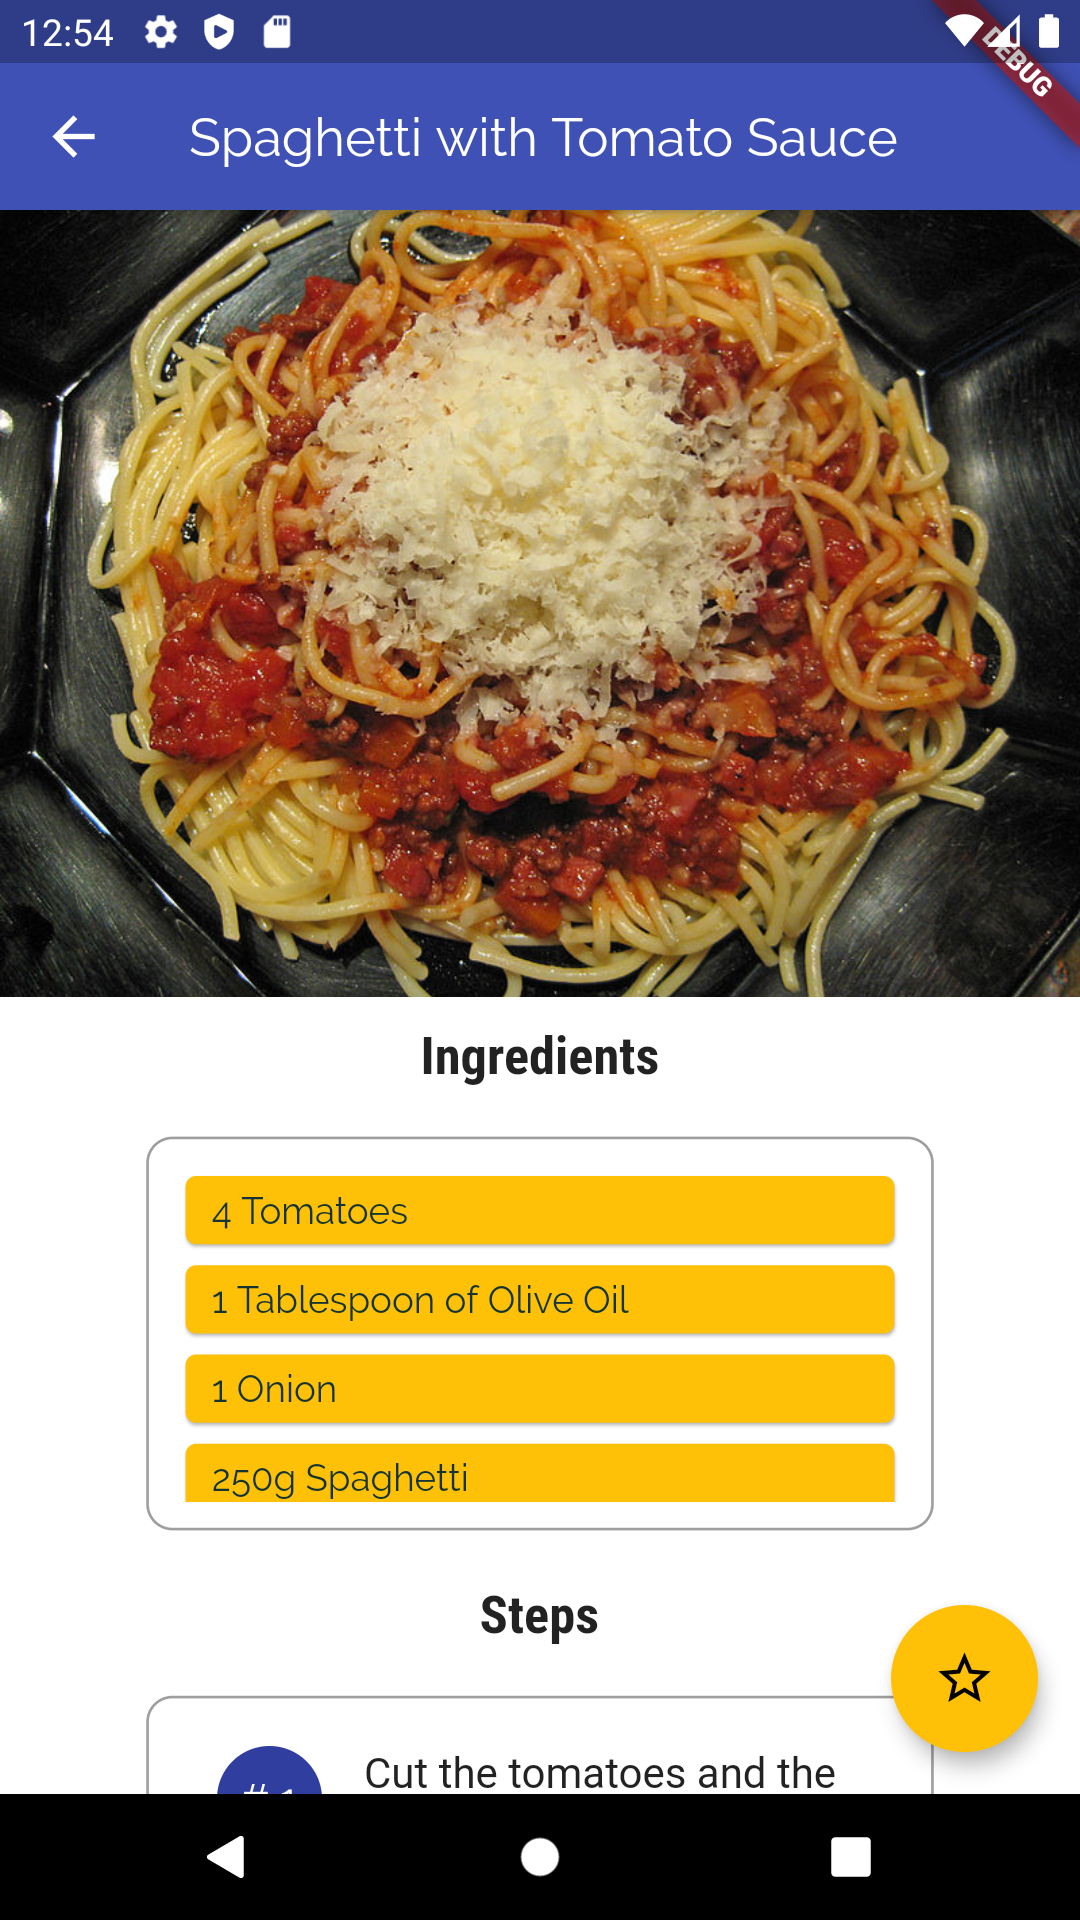 12:54
DEBUG
Spaghetti with Tomato Sauce
Ingredients
4 Tomatoes
1 Tablespoon of Olive Oil
1 Onion
250g Spaghetti
Steps
# 1
Cut the tomatoes and the